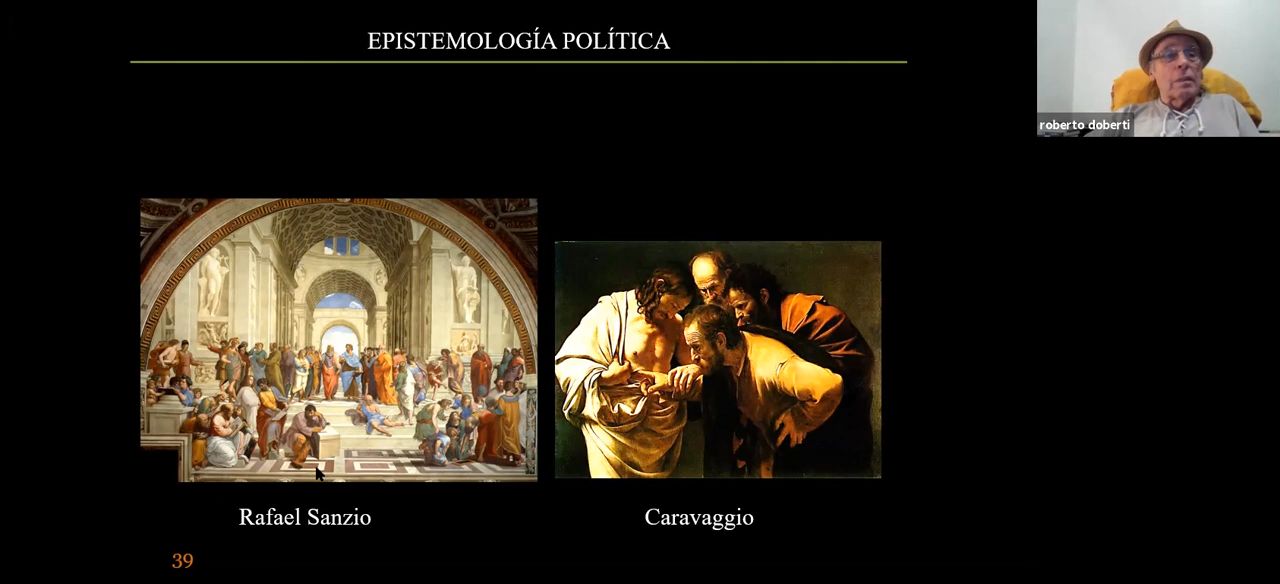 EPISTEMOLOGÍA POLÍTICA
roberto doberti
Rafael Sanzio
Caravaggio
39